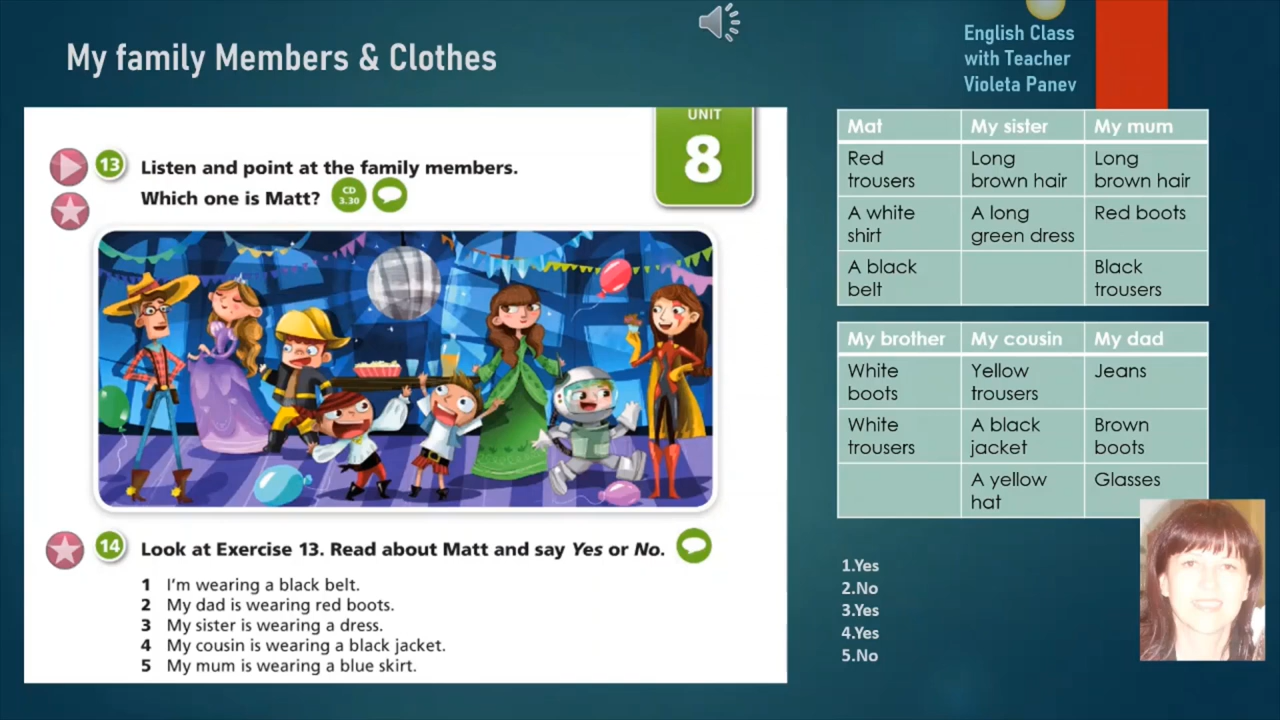 My family Members & Clothes
English Class
with Teacher
Violeta Panev
UNIT
8
13 Listen and point at the family members.
Which one is Matt? CD 3.30
14 Look at Exercise 13. Read about Matt and say Yes or No.
1 I'm wearing a black belt.
2 My dad is wearing red boots.
3 My sister is wearing a dress.
4 My cousin is wearing a black jacket.
5 My mum is wearing a blue skirt.
Mat My sister My mum
Red trousers Long brown hair Long brown hair
A white shirt A long green dress Red boots
A black belt Black trousers
My brother My cousin My dad
White boots Yellow trousers Jeans
White trousers A black jacket Brown boots
A yellow hat Glasses
1.Yes
2.No
3.Yes
4.Yes
5.No